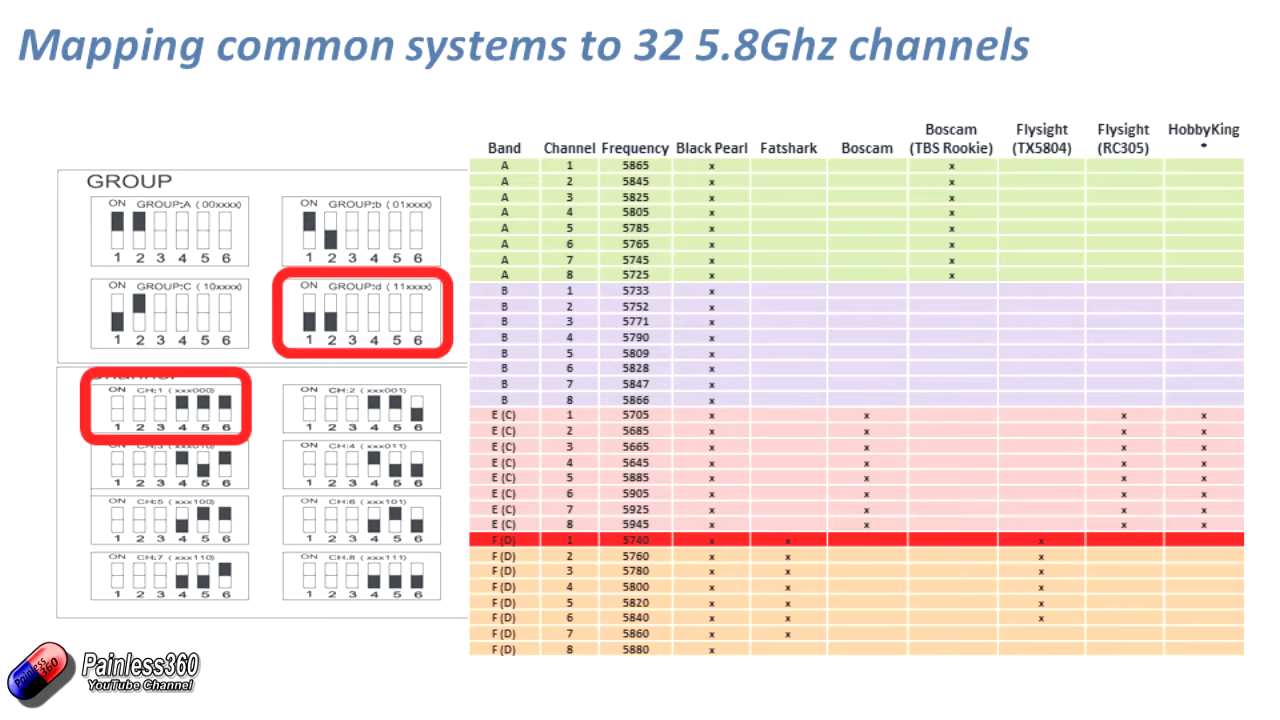 Mapping common systems to 32 5.8Ghz channels
GROUP
ON GROUP:A ( 00xxxx)
1 2 3 4 5 6
ON GROUP:b ( 01xxxx)
1 2 3 4 5 6
ON GROUP:C ( 10xxxx)
1 2 3 4 5 6
ON GROUP:d ( 11xxxx)
1 2 3 4 5 6
ON CH:1 ( xxx000)
1 2 3 4 5 6
ON CH:2 ( xxx001)
1 2 3 4 5 6
ON CH:3 ( xxx010)
1 2 3 4 5 6
ON CH:4 ( xxx011)
1 2 3 4 5 6
ON CH:5 ( xxx100)
1 2 3 4 5 6
ON CH:6 ( xxx101)
1 2 3 4 5 6
ON CH:7 ( xxx110)
1 2 3 4 5 6
ON CH:8 ( xxx111)
1 2 3 4 5 6
Band Channel Frequency Black Pearl Fatshark Boscam Boscam (TBS Rookie) Flysight (TX5804) Flysight (RC305) HobbyKing *
A 1 5865 x x
A 2 5845 x x
A 3 5825 x x
A 4 5805 x x
A 5 5785 x x
A 6 5765 x x
A 7 5745 x x
A 8 5725 x x
B 1 5733 x
B 2 5752 x
B 3 5771 x
B 4 5790 x
B 5 5809 x
B 6 5828 x
B 7 5847 x
B 8 5866 x
E (C) 1 5705 x x x x
E (C) 2 5685 x x x x
E (C) 3 5665 x x x x
E (C) 4 5645 x x x x
E (C) 5 5885 x x x x
E (C) 6 5905 x x x x
E (C) 7 5925 x x x x
E (C) 8 5945 x x x x
F (D) 1 5740 x x x
F (D) 2 5760 x x x
F (D) 3 5780 x x x
F (D) 4 5800 x x x
F (D) 5 5820 x x x
F (D) 6 5840 x x x
F (D) 7 5860 x x
F (D) 8 5880 x
Painless 360
Painless360
YouTube Channel